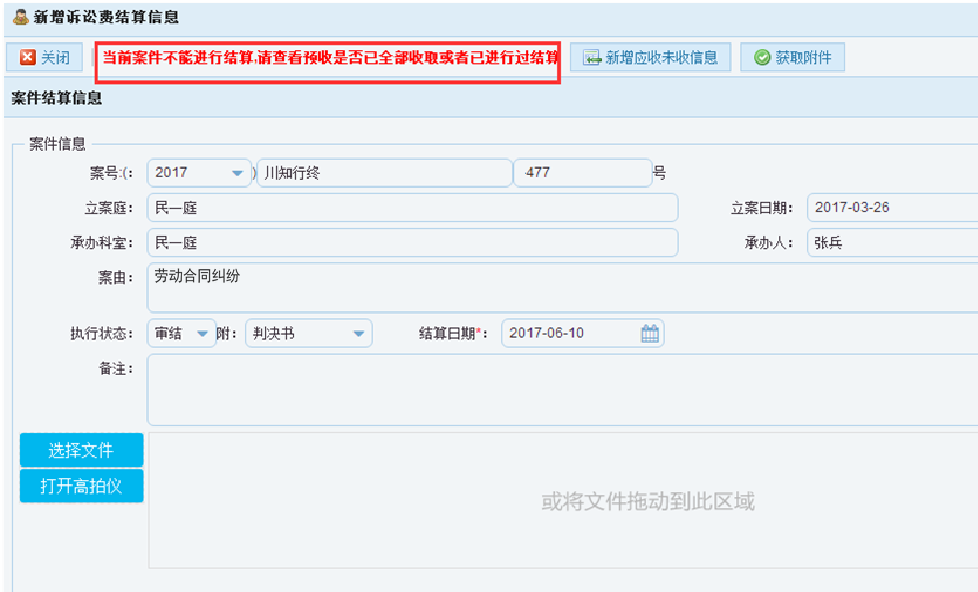 新增诉讼费结算信息
关闭 当前案件不能进行结算,请查看预收是否已全部收取或者已进行过结算 新增应收未收信息 获取附件
案件结算信息
案件信息
案号:(: 2017 ) 川知行终 477 号
立案庭: 民一庭 立案日期: 2017-03-26
承办科室: 民一庭 承办人: 张兵
案由: 劳动合同纠纷
执行状态: 审结 附: 判决书 结算日期*: 2017-06-10
备注:
选择文件
打开高拍仪
或将文件拖动到此区域